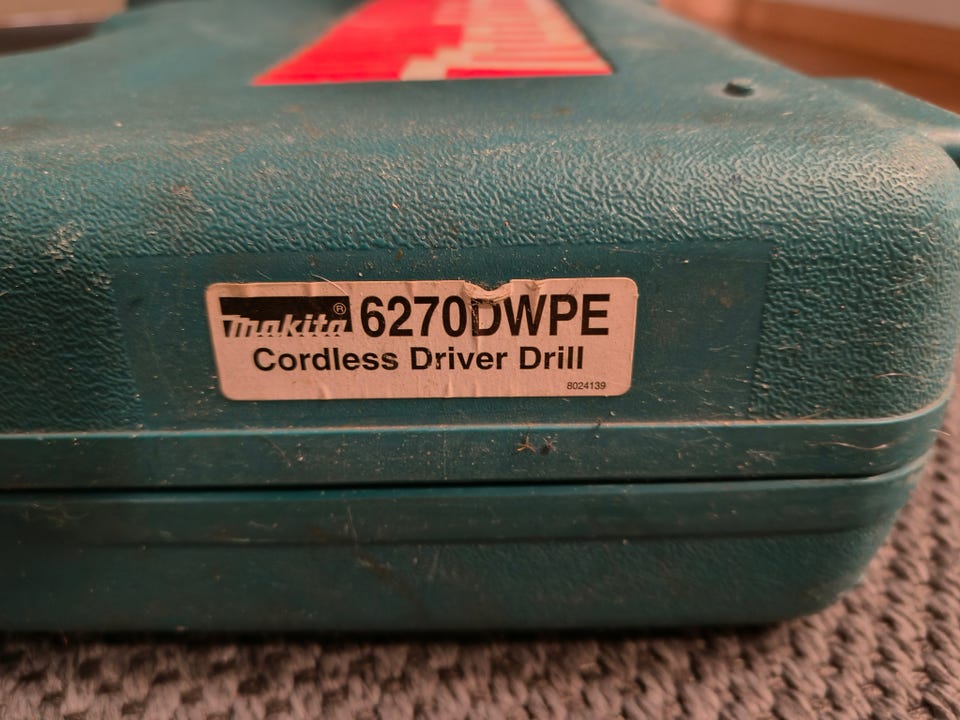 makita® 6270DWPE
Cordless Driver Drill
8024139